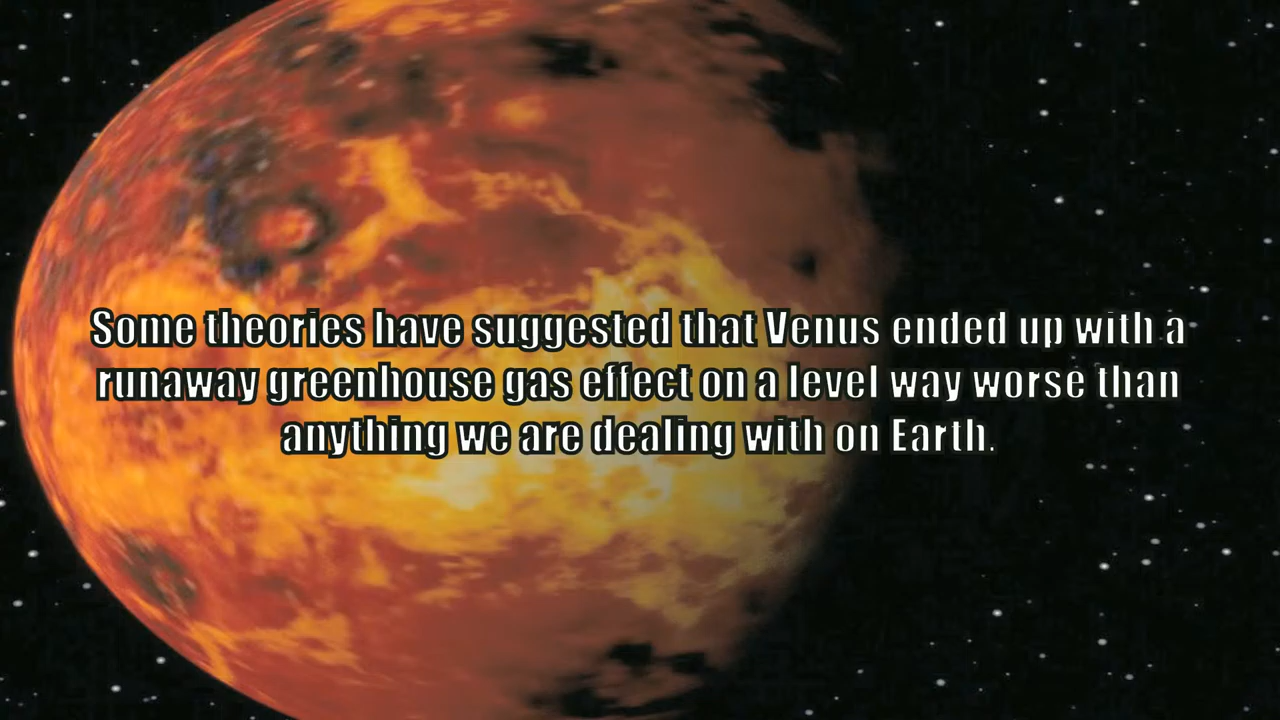 Some theories have suggested that Venus ended up with a
runaway greenhouse gas effect on a level way worse than
anything we are dealing with on Earth.